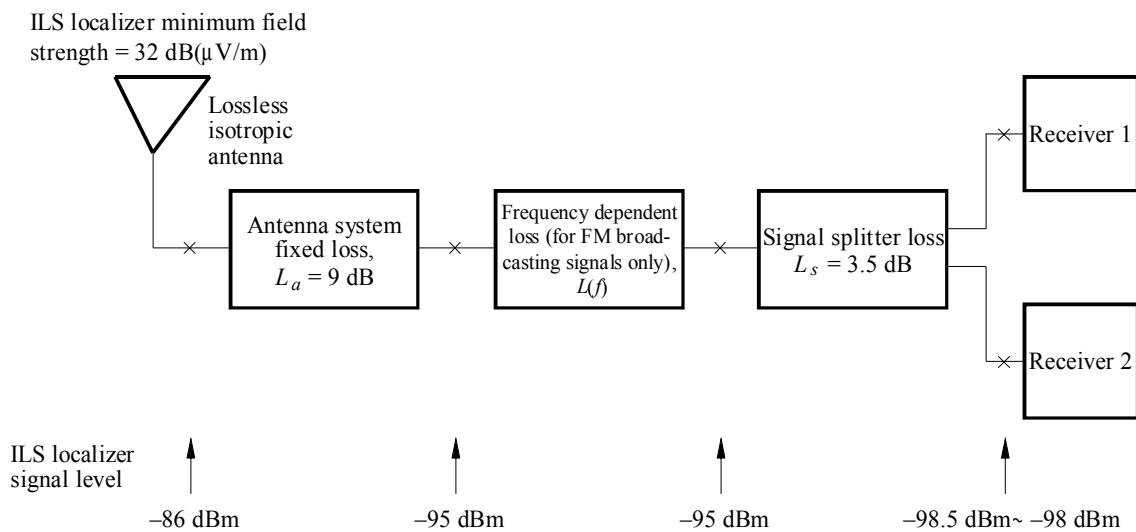 ILS localizer minimum field
strength = 32 dB(µV/m)
Lossless
isotropic
antenna
Antenna system
fixed loss,
L a = 9 dB
Frequency dependent
loss (for FM broad-
casting signals only),
L(f)
Signal splitter loss
L s = 3.5 dB
Receiver 1
Receiver 2
ILS localizer
signal level
–86 dBm
–95 dBm
–95 dBm
–98.5 dBm~ –98 dBm